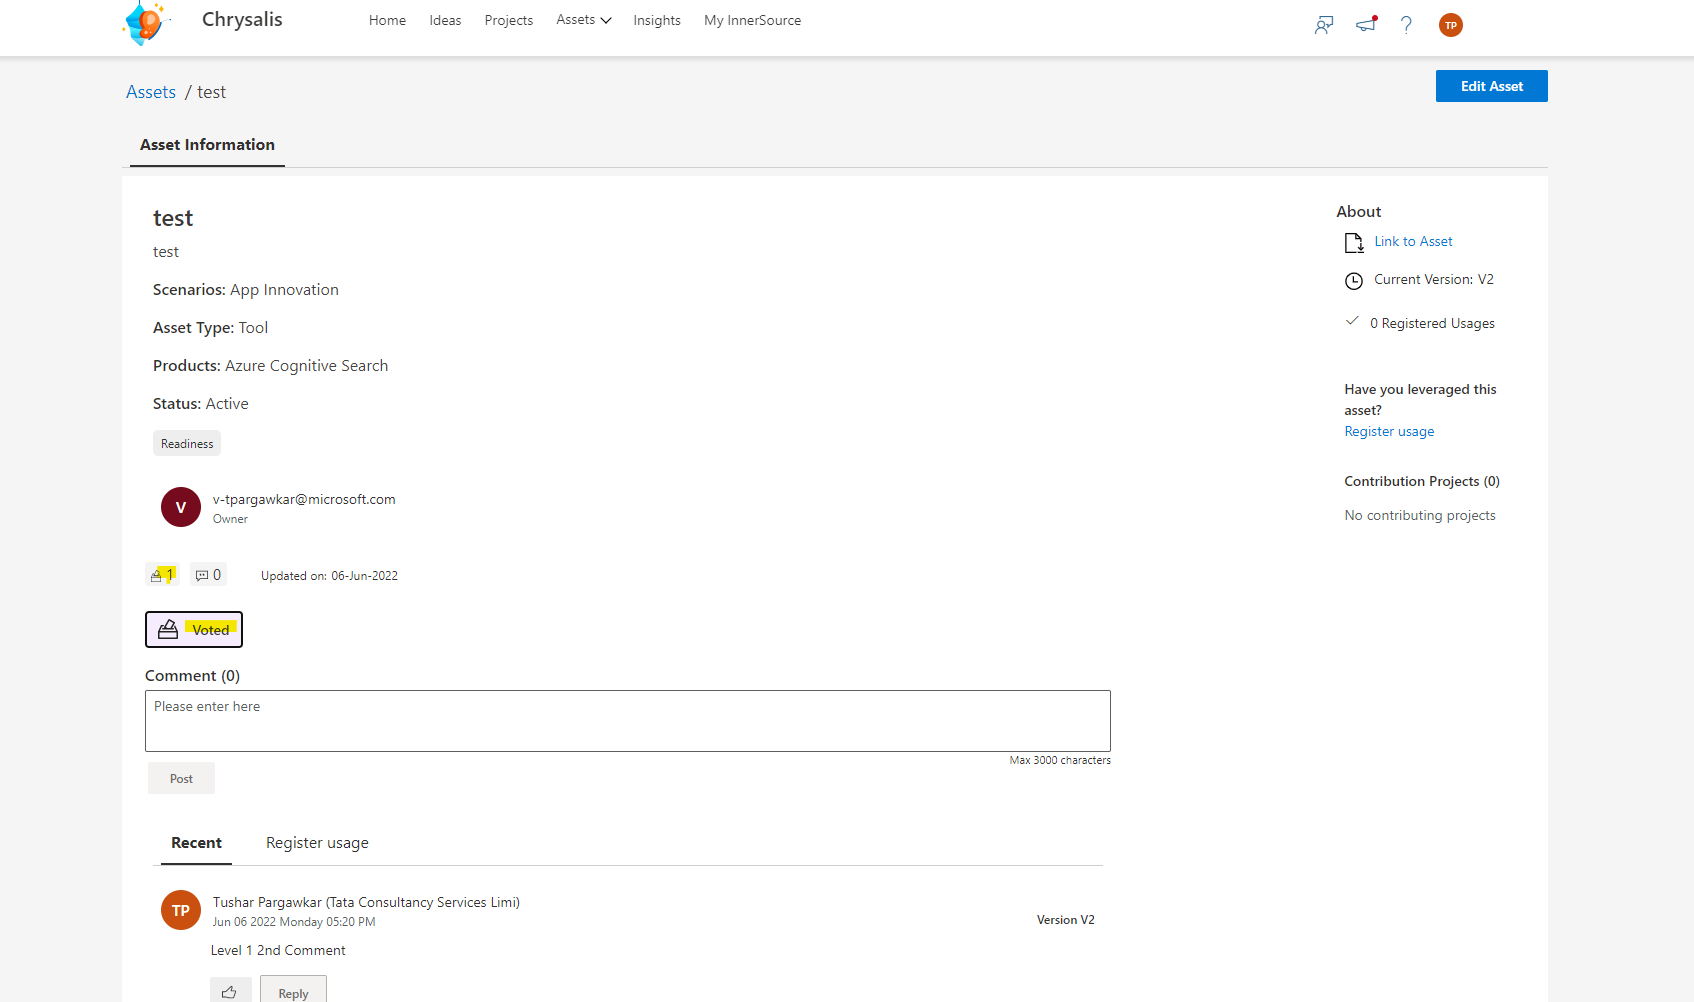 Chrysalis
Home Ideas Projects Assets Insights My InnerSource
TP
Assets / test
Edit Asset
Asset Information
test
test
Scenarios: App Innovation
Asset Type: Tool
Products: Azure Cognitive Search
Status: Active
Readiness
V
v-tpargawkar@microsoft.com
Owner
1 0 Updated on: 06-Jun-2022
Voted
Comment (0)
Please enter here
Max 3000 characters
Post
Recent Register usage
TP
Tushar Pargawkar (Tata Consultancy Services Limi)
Jun 06 2022 Monday 05:20 PM
Version V2
Level 1 2nd Comment
Reply
About
Link to Asset
Current Version: V2
0 Registered Usages
Have you leveraged this
asset?
Register usage
Contribution Projects (0)
No contributing projects